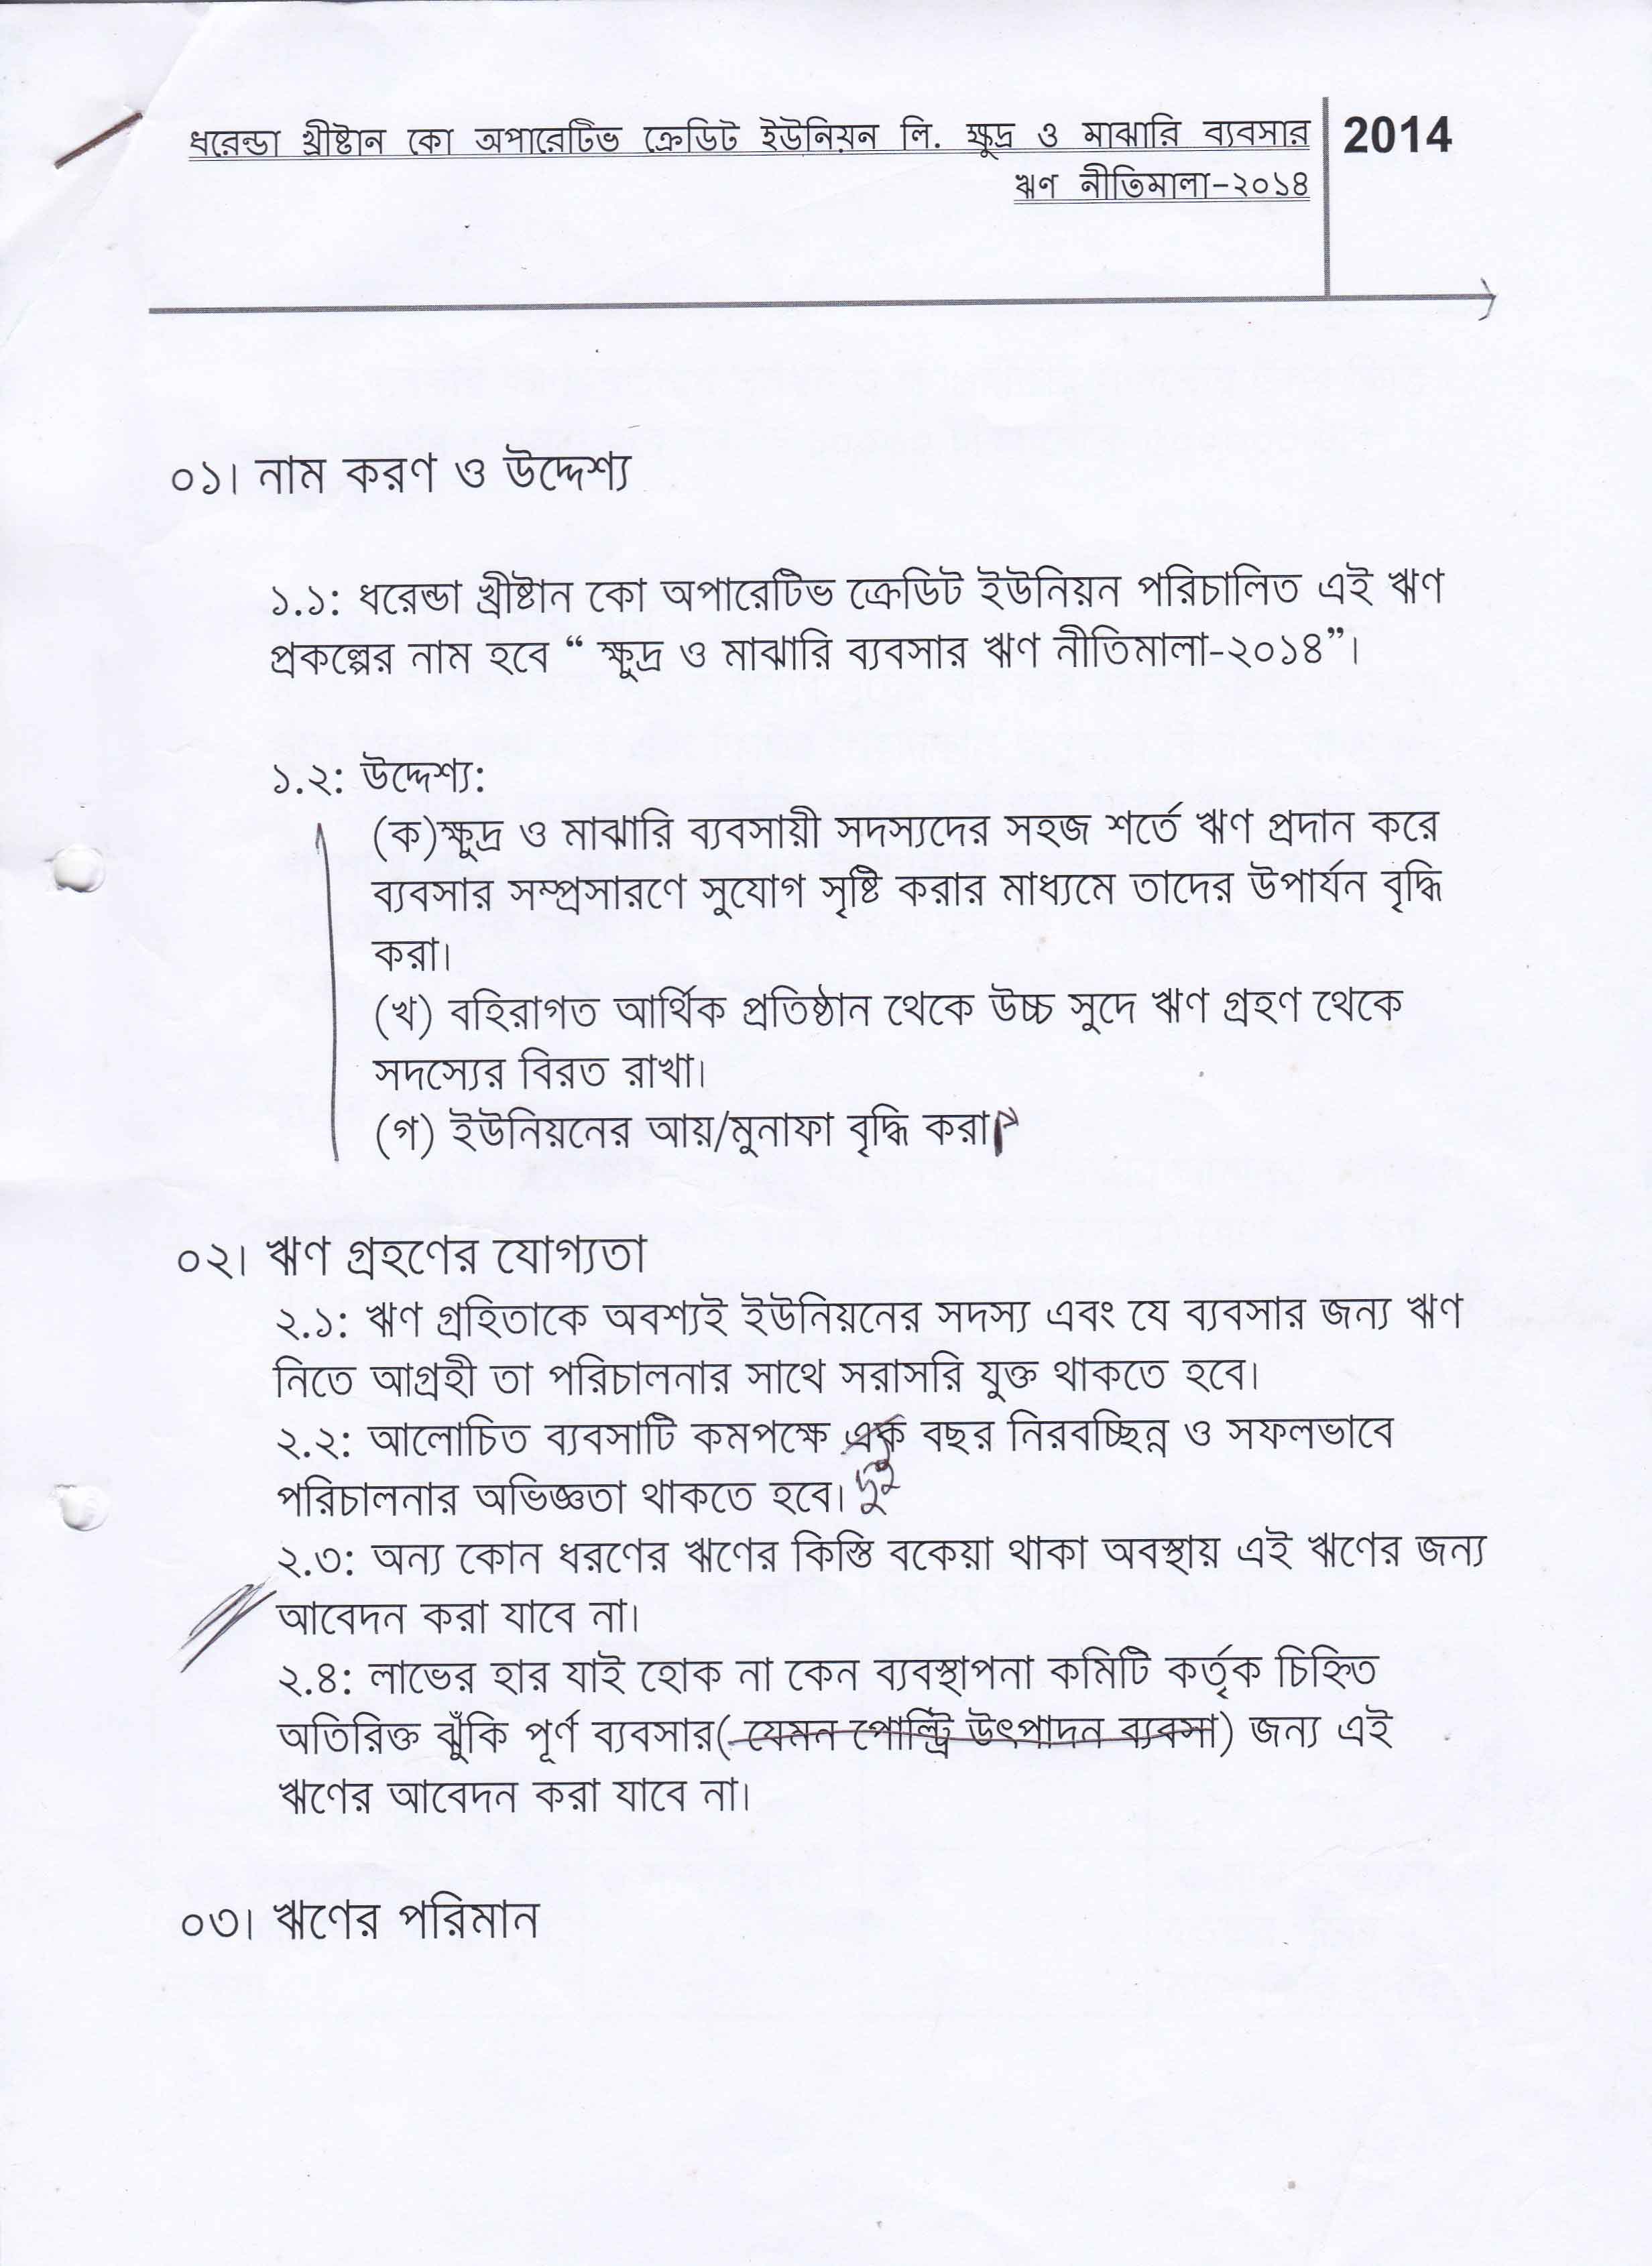 ধরেন্ডা খ্রীষ্টান কো অপারেটিভ ক্রেডিট ইউনিয়ন লি. ক্ষুদ্র ও মাঝারি ব্যবসার
ঋণ নীতিমালা-২০১৪
2014
০১। নাম করণ ও উদ্দেশ্য
১.১: ধরেন্ডা খ্রীষ্টান কো অপারেটিভ ক্রেডিট ইউনিয়ন পরিচালিত এই ঋণ
প্রকল্পের নাম হবে “ ক্ষুদ্র ও মাঝারি ব্যবসার ঋণ নীতিমালা-২০১৪”।
১.২: উদ্দেশ্য:
(ক)ক্ষুদ্র ও মাঝারি ব্যবসায়ী সদস্যদের সহজ শর্তে ঋণ প্রদান করে
ব্যবসার সম্প্রসারণে সুযোগ সৃষ্টি করার মাধ্যমে তাদের উপার্যন বৃদ্ধি
করা।
(খ) বহিরাগত আর্থিক প্রতিষ্ঠান থেকে উচ্চ সুদে ঋণ গ্রহণ থেকে
সদস্যের বিরত রাখা।
(গ) ইউনিয়নের আয়/মুনাফা বৃদ্ধি করা।
০২। ঋণ গ্রহণের যোগ্যতা
২.১: ঋণ গ্রহিতাকে অবশ্যই ইউনিয়নের সদস্য এবং যে ব্যবসার জন্য ঋণ
নিতে আগ্রহী তা পরিচালনার সাথে সরাসরি যুক্ত থাকতে হবে।
২.২: আলোচিত ব্যবসাটি কমপক্ষে এক বছর নিরবচ্ছিন্ন ও সফলভাবে
পরিচালনার অভিজ্ঞতা থাকতে হবে। দুই
২.৩: অন্য কোন ধরণের ঋণের কিস্তি বকেয়া থাকা অবস্থায় এই ঋণের জন্য
আবেদন করা যাবে না।
২.৪: লাভের হার যাই হোক না কেন ব্যবস্থাপনা কমিটি কর্তৃক চিহ্নিত
অতিরিক্ত ঝুঁকি পূর্ণ ব্যবসার( যেমন পোল্ট্রি উৎপাদন ব্যবসা) জন্য এই
ঋণের আবেদন করা যাবে না।
০৩। ঋণের পরিমান